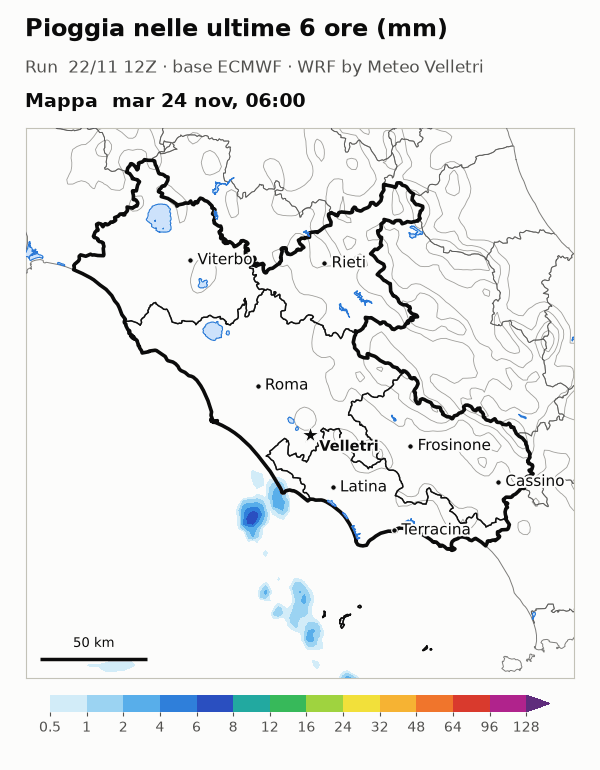 Pioggia nelle ultime 6 ore (mm)
Run 22/11 12Z · base ECMWF · WRF by Meteo Velletri
Mappa mar 24 nov, 06:00
Viterbo
Rieti
Roma
Velletri
Frosinone
Latina
Cassino
Terracina
50 km
0.5 1 2 4 6 8 12 16 24 32 48 64 96 128